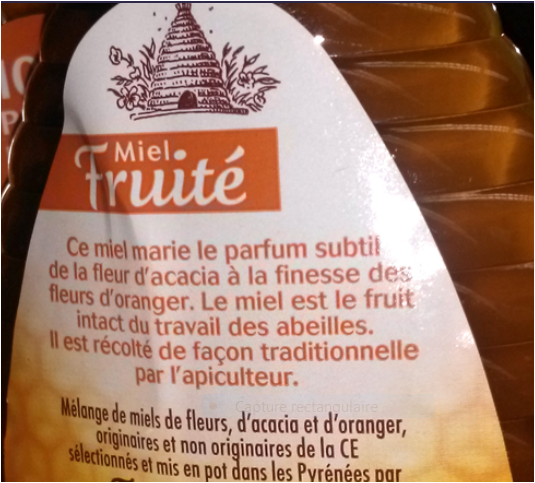 Miel
Fruité
Ce miel marie le parfum subtil
de la fleur d'acacia à la finesse des
fleurs d'oranger. Le miel est le fruit
intact du travail des abeilles.
Il est récolté de façon traditionnelle
par l'apiculteur.
Capture rectangulaire
Mélange de miels de fleurs, d'acacia et d'oranger,
originaires et non originaires de la CE
sélectionnés et mis en pot dans les Pyrénées par